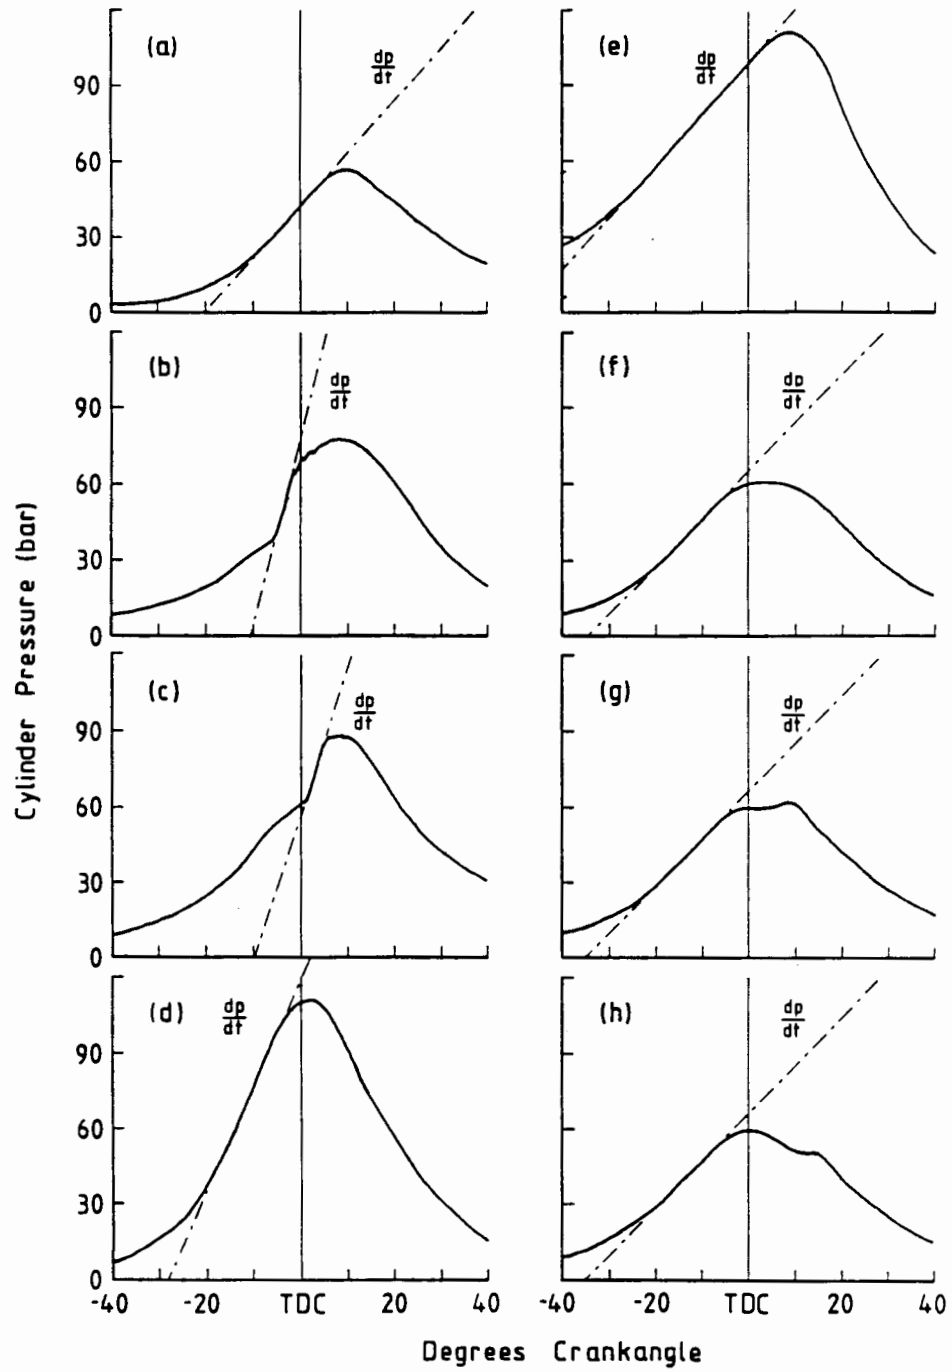 (a)
dp
dt
90
60
30
0
(e)
dp
dt
(b)
dp
dt
90
60
30
0
(f)
dp
dt
(c)
dp
dt
90
60
30
0
(g)
dp
dt
(d)
dp
dt
90
60
30
0
(h)
dp
dt
-40 -20 TDC 20 40
-40 -20 TDC 20 40
Cylinder Pressure (bar)
Degrees Crankangle